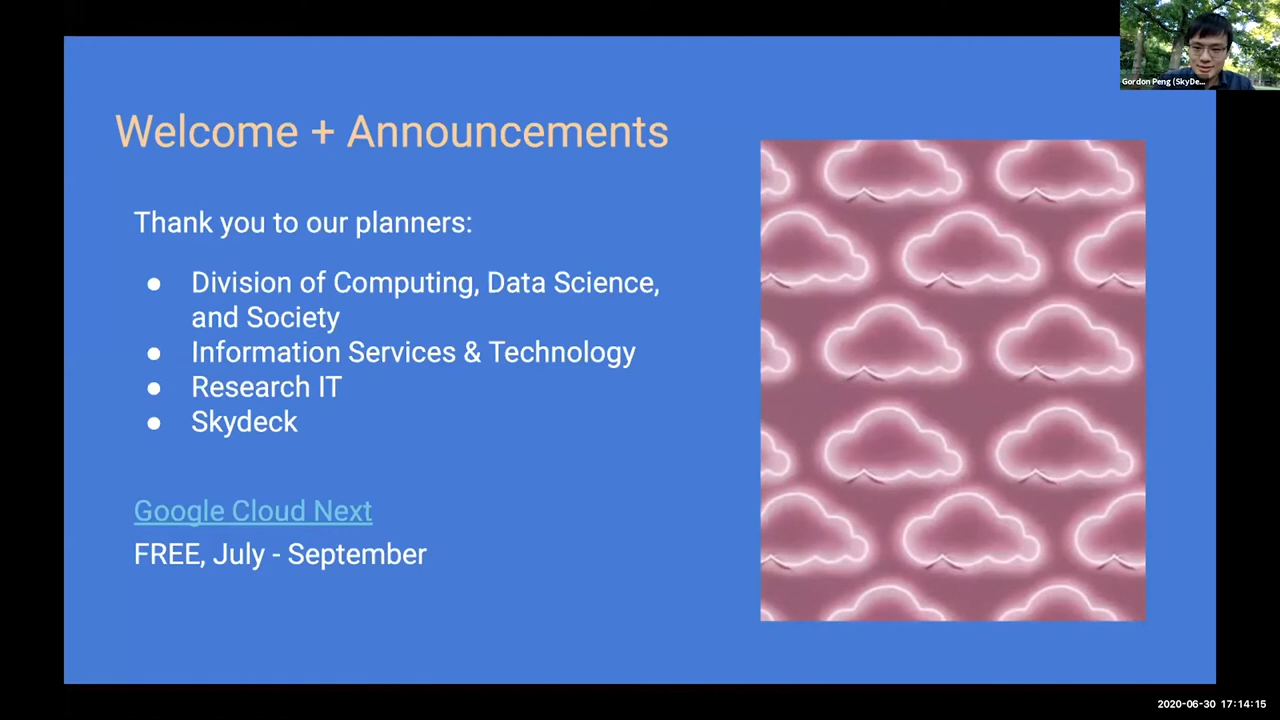 Gordon Peng (SkyDe...
Welcome + Announcements
Thank you to our planners:
● Division of Computing, Data Science,
and Society
● Information Services & Technology
● Research IT
● Skydeck
Google Cloud Next
FREE, July - September
2020-06-30 17:14:15